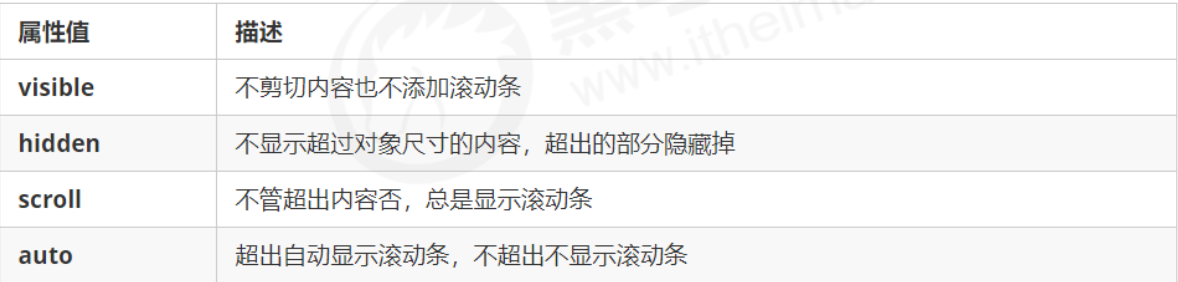 属性值 描述
visible 不剪切内容也不添加滚动条
hidden 不显示超过对象尺寸的内容，超出的部分隐藏掉
scroll 不管超出内容否，总是显示滚动条
auto 超出自动显示滚动条，不超出不显示滚动条
www.itheima